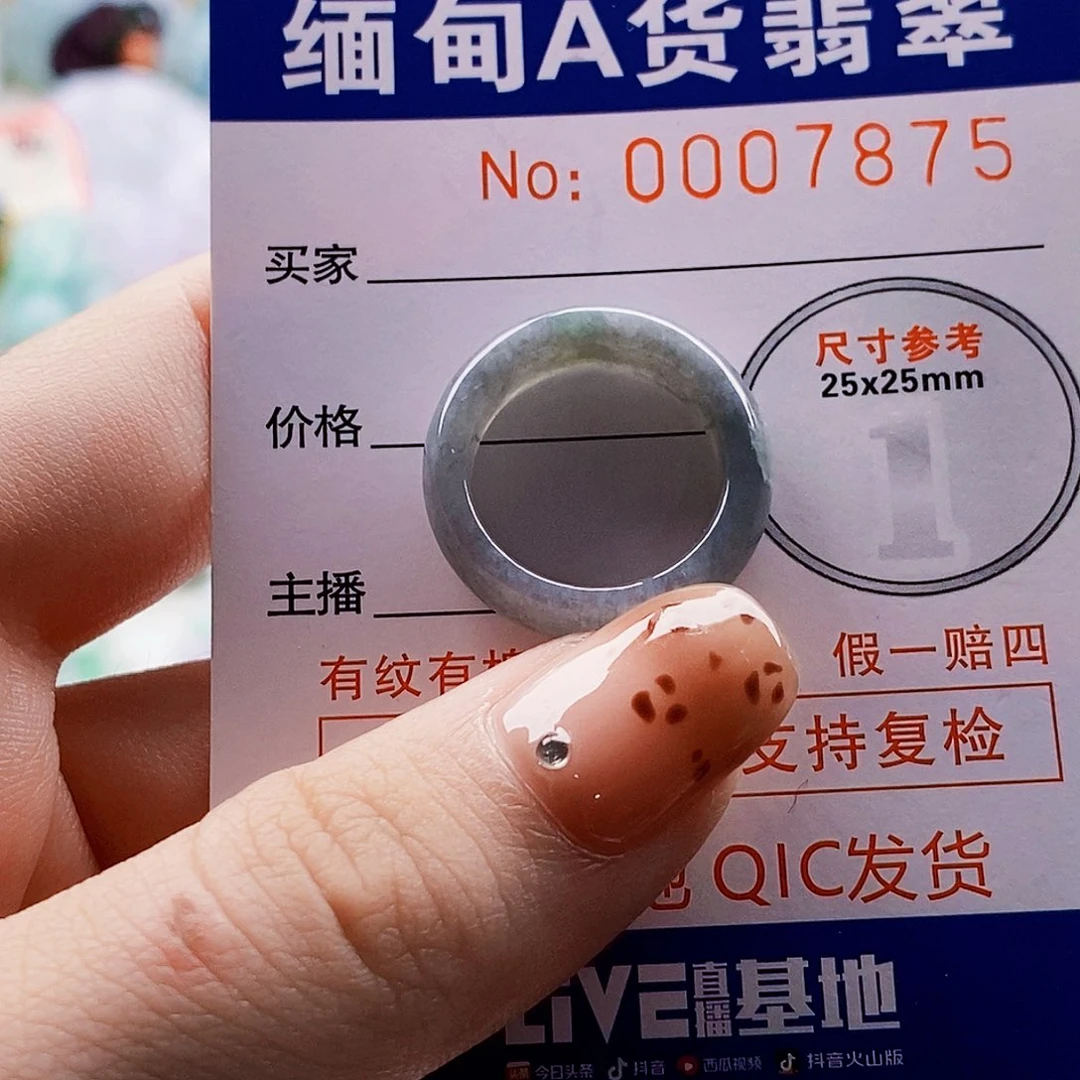 缅甸A货翡翠
No: 0007875
买家
尺寸参考
25x25mm
1
价格
主播
有纹有 假一赔四
支持复检
QIC发货
LIVE直播基地
头条 今日头条 抖音 西瓜视频 抖音火山版